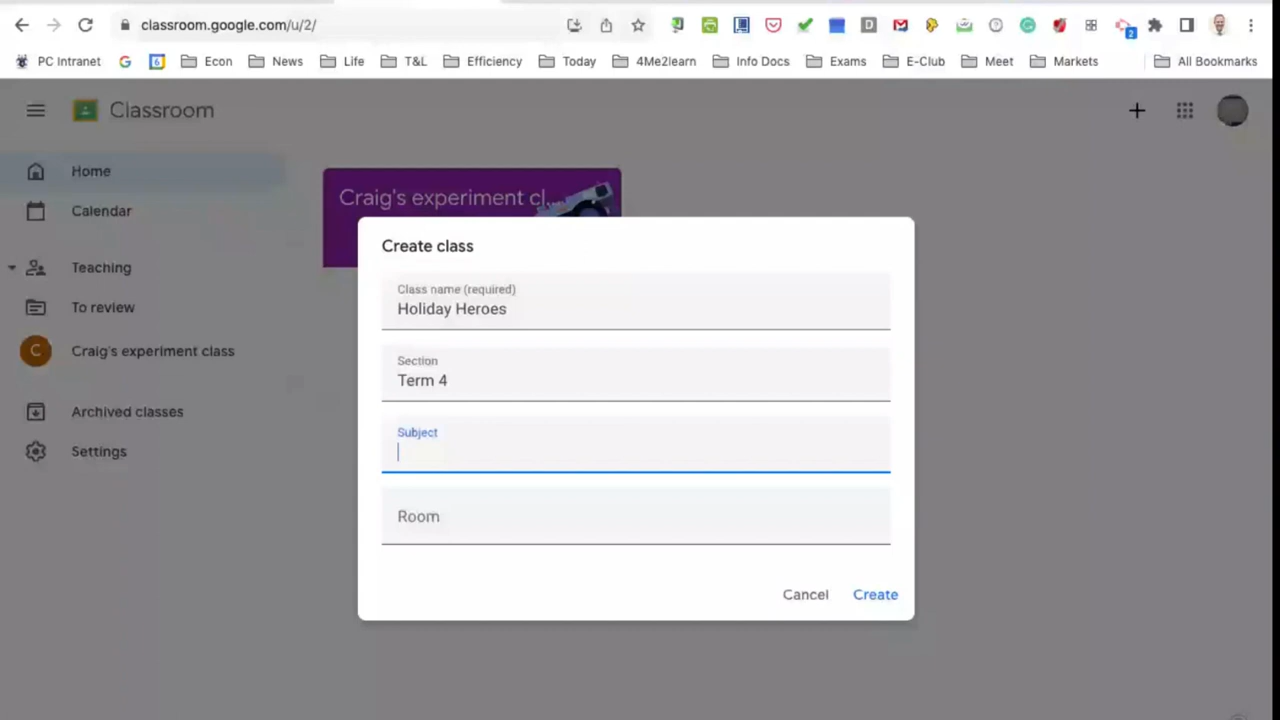 classroom.google.com/u/2/
D
2
PC Intranet G 6 Econ News Life T&L Efficiency Today 4Me2learn Info Docs Exams E-Club Meet Markets All Bookmarks
Classroom
Home
Calendar
Teaching
To review
C Craig's experiment class
Archived classes
Settings
Craig's experiment cl...
Create class
Class name (required)
Holiday Heroes
Section
Term 4
Subject
Room
Cancel Create